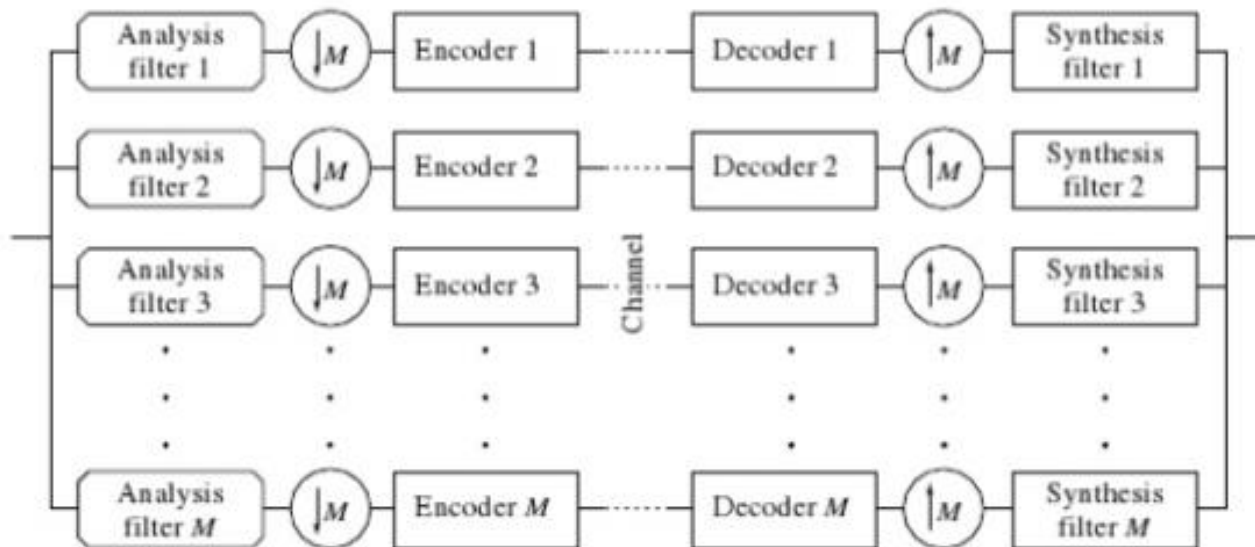 Analysis
filter 1
↓M
Encoder 1
Decoder 1
↑M
Synthesis
filter 1
Analysis
filter 2
↓M
Encoder 2
Decoder 2
↑M
Synthesis
filter 2
Analysis
filter 3
↓M
Encoder 3
Channel
Decoder 3
↑M
Synthesis
filter 3
Analysis
filter M
↓M
Encoder M
Decoder M
↑M
Synthesis
filter M